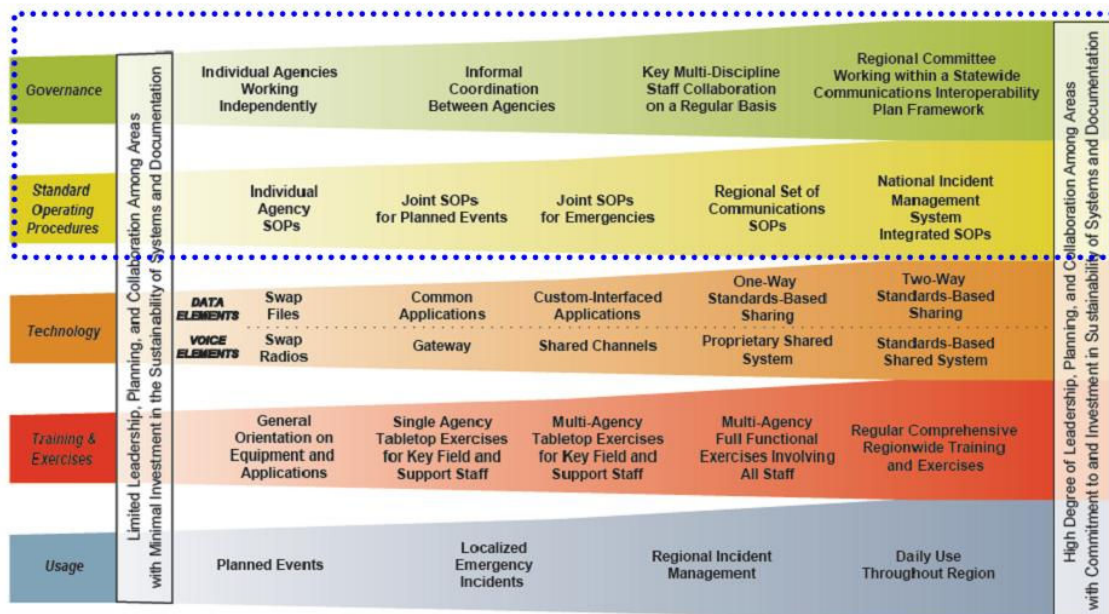 Governance
Individual Agencies
Working
Independently
Informal
Coordination
Between Agencies
Key Multi-Discipline
Staff Collaboration
on a Regular Basis
Regional Committee
Working within a Statewide
Communications Interoperability
Plan Framework
Standard
Operating
Procedures
Individual
Agency
SOPs
Joint SOPs
for Planned Events
Joint SOPs
for Emergencies
Regional Set of
Communications
SOPs
National Incident
Management
System
Integrated SOPs
Technology
DATA
ELEMENTS
Swap
Files
Common
Applications
Custom-Interfaced
Applications
One-Way
Standards-Based
Sharing
Two-Way
Standards-Based
Sharing
VOICE
ELEMENTS
Swap
Radios
Gateway
Shared Channels
Proprietary Shared
System
Standards-Based
Shared System
Training &
Exercises
General
Orientation on
Equipment and
Applications
Single Agency
Tabletop Exercises
for Key Field and
Support Staff
Multi-Agency
Tabletop Exercises
for Key Field and
Support Staff
Multi-Agency
Full Functional
Exercises Involving
All Staff
Regular Comprehensive
Regionwide Training
and Exercises
Usage
Planned Events
Localized
Emergency
Incidents
Regional Incident
Management
Daily Use
Throughout Region
Limited Leadership, Planning, and Collaboration Among Areas
with Minimal Investment in the Sustainability of Systems and Documentation
High Degree of Leadership, Planning, and Collaboration Among Areas
with Commitment to and Investment in Sustainability of Systems and Documentation